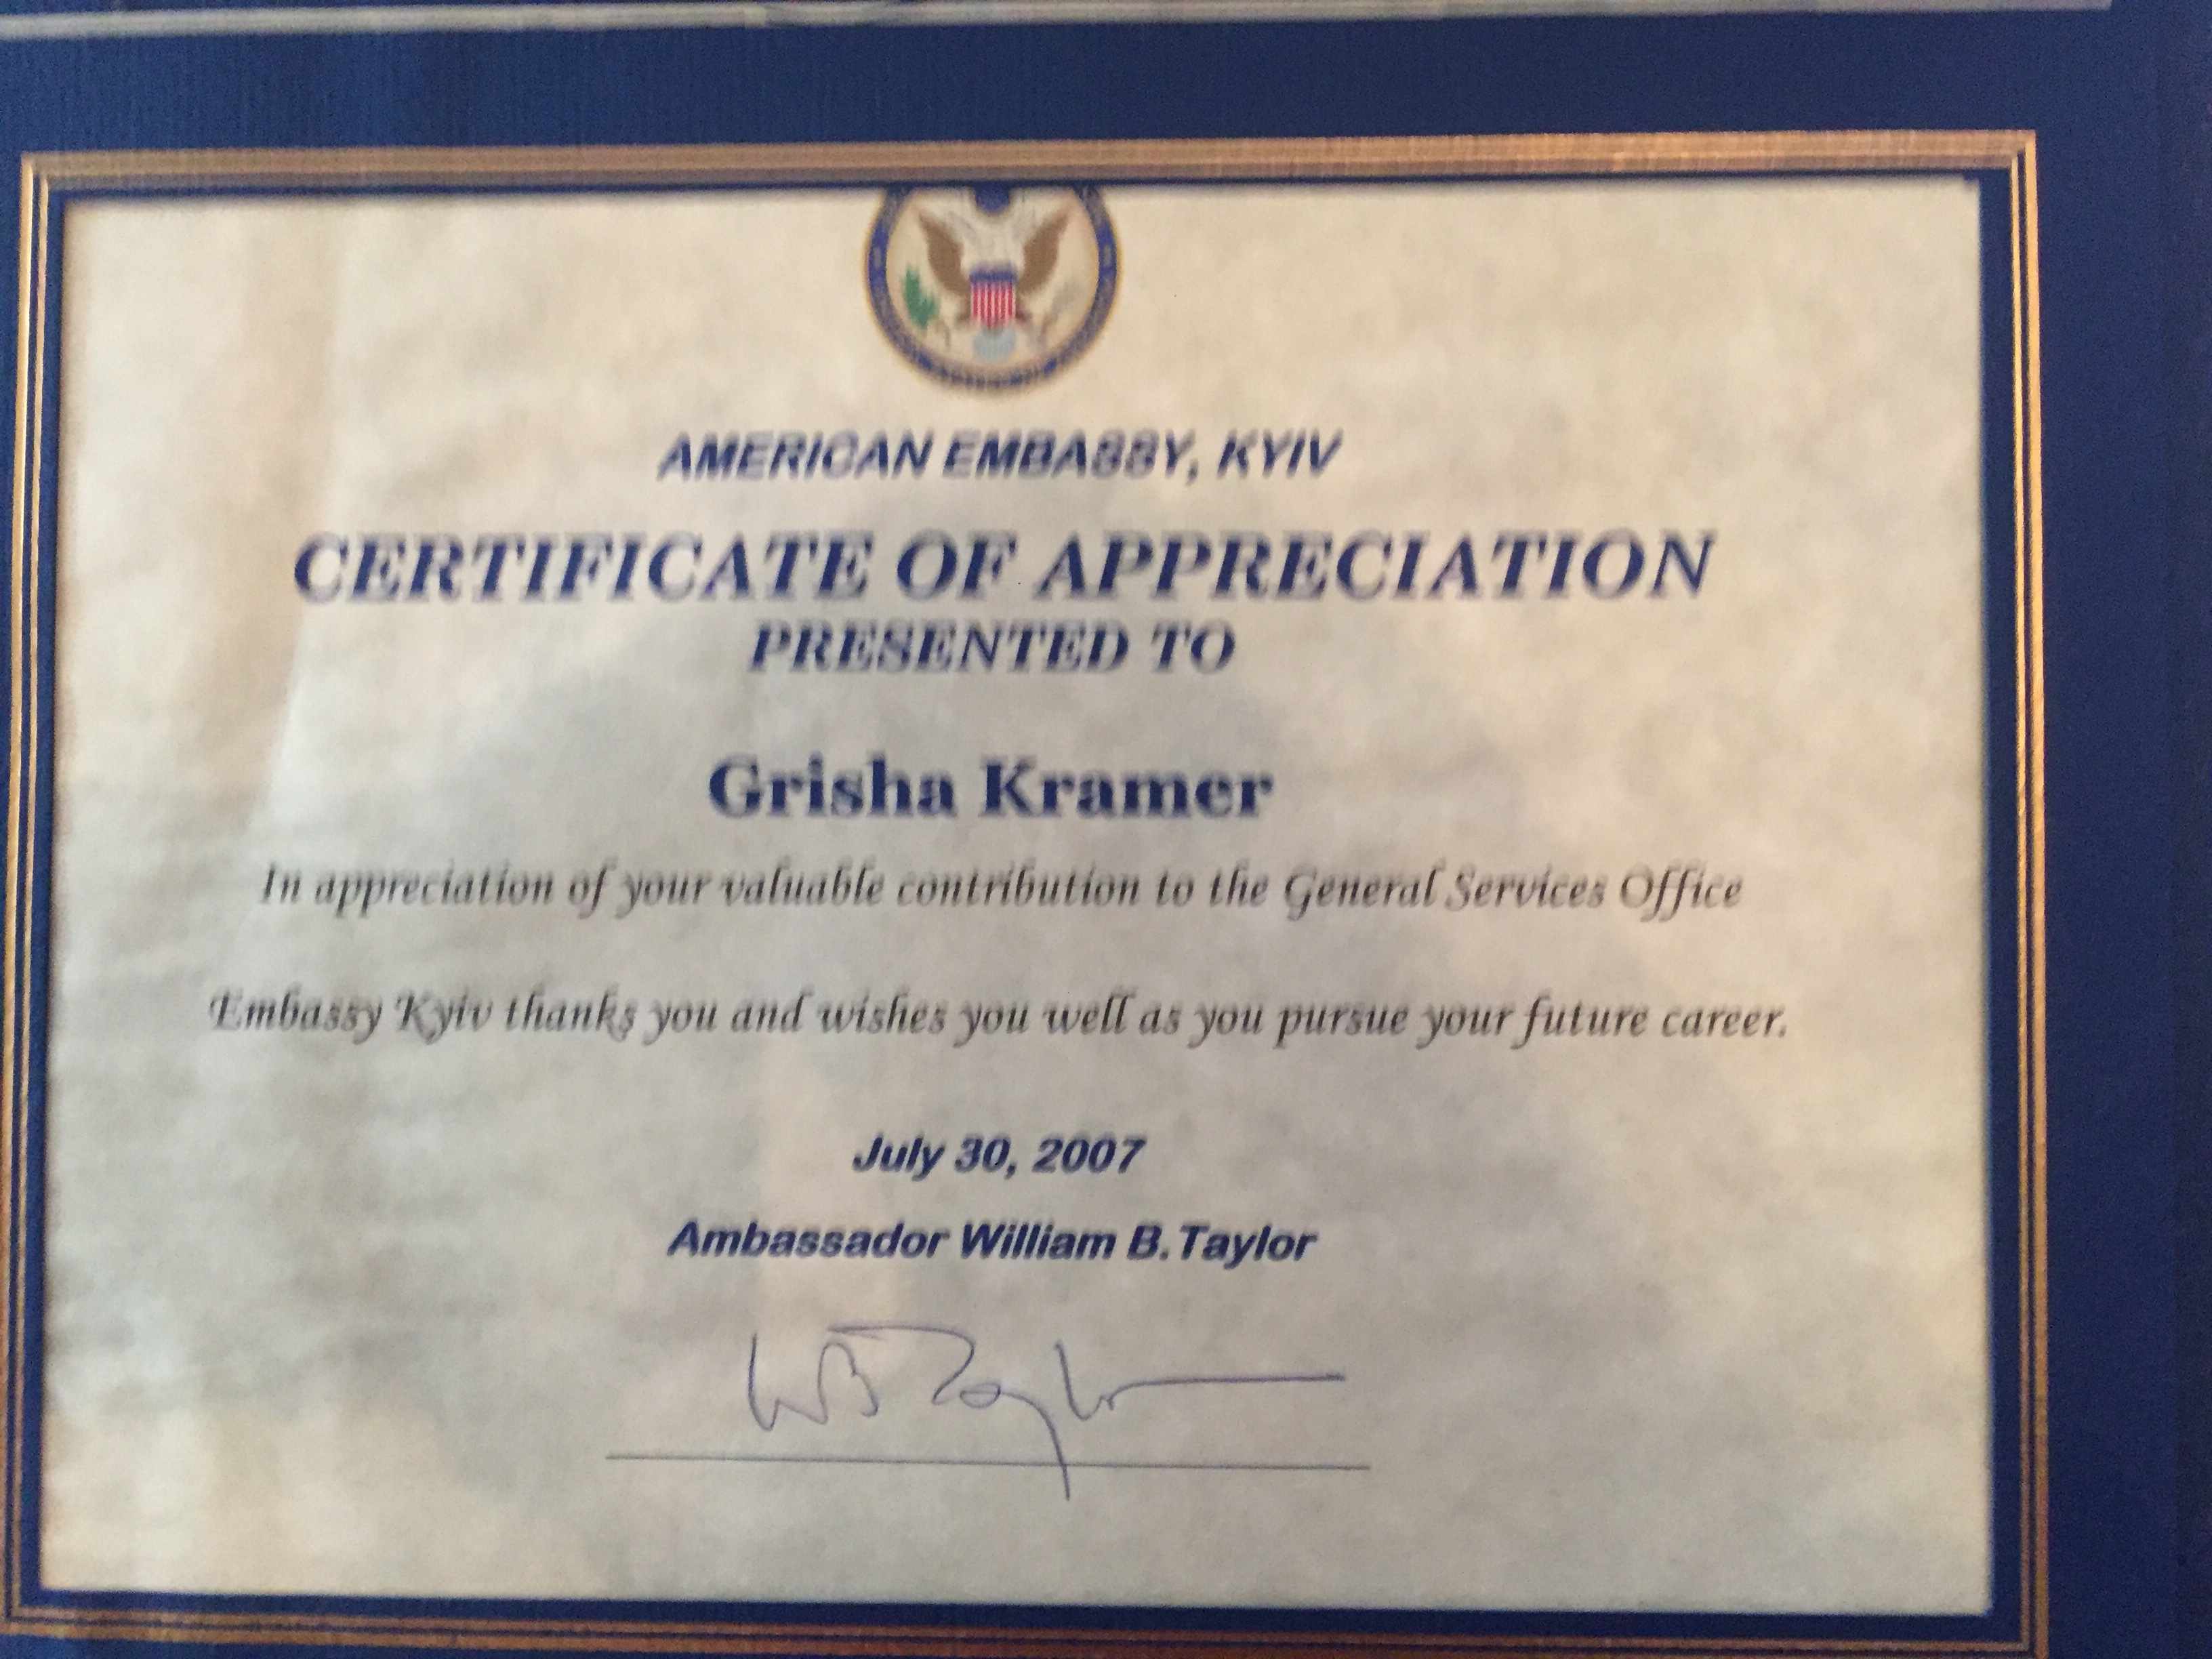 AMERICAN EMBASSY, KYIV
CERTIFICATE OF APPRECIATION
PRESENTED TO
Grisha Kramer
In appreciation of your valuable contribution to the General Services Office
Embassy Kyiv thanks you and wishes you well as you pursue your future career.
July 30, 2007
Ambassador William B. Taylor
WB Taylor